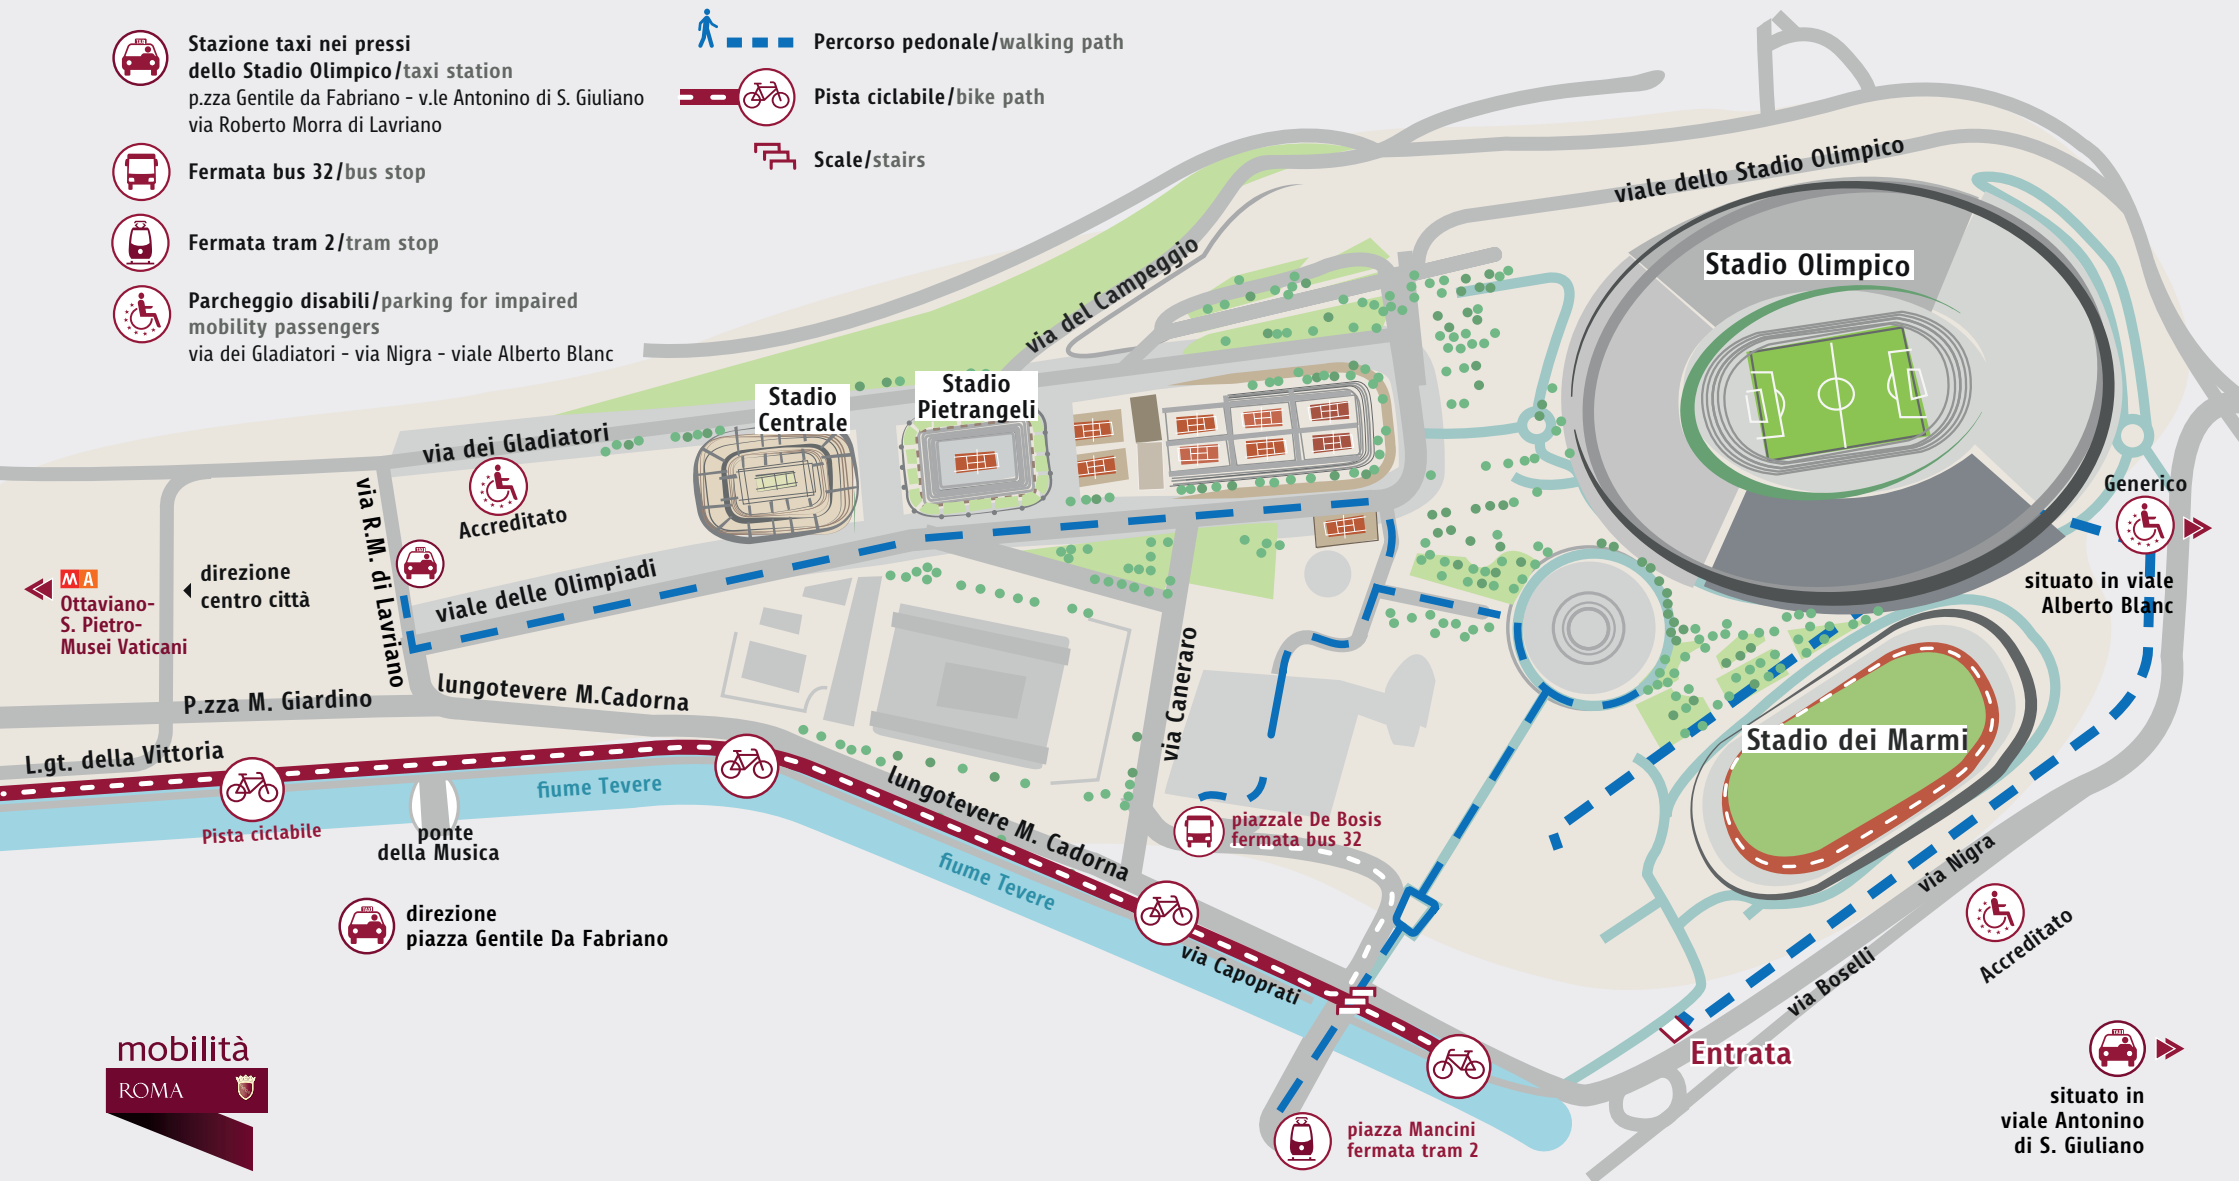 Stazione taxi nei pressi
dello Stadio Olimpico/taxi station
p.zza Gentile da Fabriano - v.le Antonino di S. Giuliano
via Roberto Morra di Lavriano
Fermata bus 32/bus stop
Fermata tram 2/tram stop
Parcheggio disabili/parking for impaired
mobility passengers
via dei Gladiatori - via Nigra - viale Alberto Blanc
Percorso pedonale/walking path
Pista ciclabile/bike path
Scale/stairs
viale dello Stadio Olimpico
Stadio Olimpico
via del Campeggio
Stadio
Pietrangeli
Stadio
Centrale
via dei Gladiatori
Accreditato
via R.M. di Lavriano
viale delle Olimpiadi
M A
Ottaviano-
S. Pietro-
Musei Vaticani
direzione
centro città
P.zza M. Giardino
lungotevere M.Cadorna
L.gt. della Vittoria
Pista ciclabile
fiume Tevere
ponte
della Musica
direzione
piazza Gentile Da Fabriano
lungotevere M. Cadorna
fiume Tevere
via Caneraro
piazzale De Bosis
fermata bus 32
via Capoprati
piazza Mancini
fermata tram 2
Generico
situato in viale
Alberto Blanc
Stadio dei Marmi
via Nigra
via Boselli
Accreditato
Entrata
situato in
viale Antonino
di S. Giuliano
mobilità
ROMA